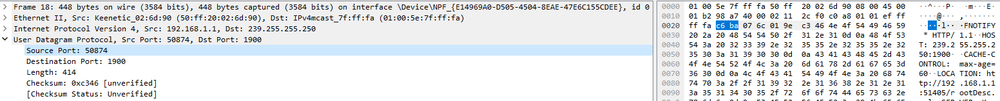 Frame 18: 448 bytes on wire (3584 bits), 448 bytes captured (3584 bits) on interface \Device\NPF_{E14969A0-D505-4504-8EAE-47E6C155CDEE}, id 0
Ethernet II, Src: Keenetic_02:6d:90 (50:ff:20:02:6d:90), Dst: IPv4mcast_7f:ff:fa (01:00:5e:7f:ff:fa)
Internet Protocol Version 4, Src: 192.168.1.1, Dst: 239.255.255.250
User Datagram Protocol, Src Port: 50874, Dst Port: 1900
Source Port: 50874
Destination Port: 1900
Length: 414
Checksum: 0xc346 [unverified]
[Checksum Status: Unverified]
0000 01 00 5e 7f ff fa 50 ff 20 02 6d 90 08 00 45 00 ··^···P· ·m···E·
0010 01 b2 98 a7 40 00 02 11 2c f0 c0 a8 01 01 ef ff ····@··· ,·······
0020 ff fa c6 ba 07 6c 01 9e c3 46 4e 4f 54 49 46 59 ·····l·· ·FNOTIFY
0030 20 2a 20 48 54 54 50 2f 31 2e 31 0d 0a 48 4f 53 * HTTP/ 1.1··HOS
0040 54 3a 20 32 33 39 2e 32 35 35 2e 32 35 35 2e 32 T: 239.2 55.255.2
0050 35 30 3a 31 39 30 30 0d 0a 43 41 43 48 45 2d 43 50:1900· ·CACHE-C
0060 4f 4e 54 52 4f 4c 3a 20 6d 61 78 2d 61 67 65 3d ONTROL: max-age=
0070 36 30 0d 0a 4c 4f 43 41 54 49 4f 4e 3a 20 68 74 60··LOCA TION: ht
0080 74 70 3a 2f 2f 31 39 32 2e 31 36 38 2e 31 2e 31 tp://192 .168.1.1
0090 3a 35 31 34 30 35 2f 72 6f 6f 74 44 65 73 63 2e :51405/r ootDesc.